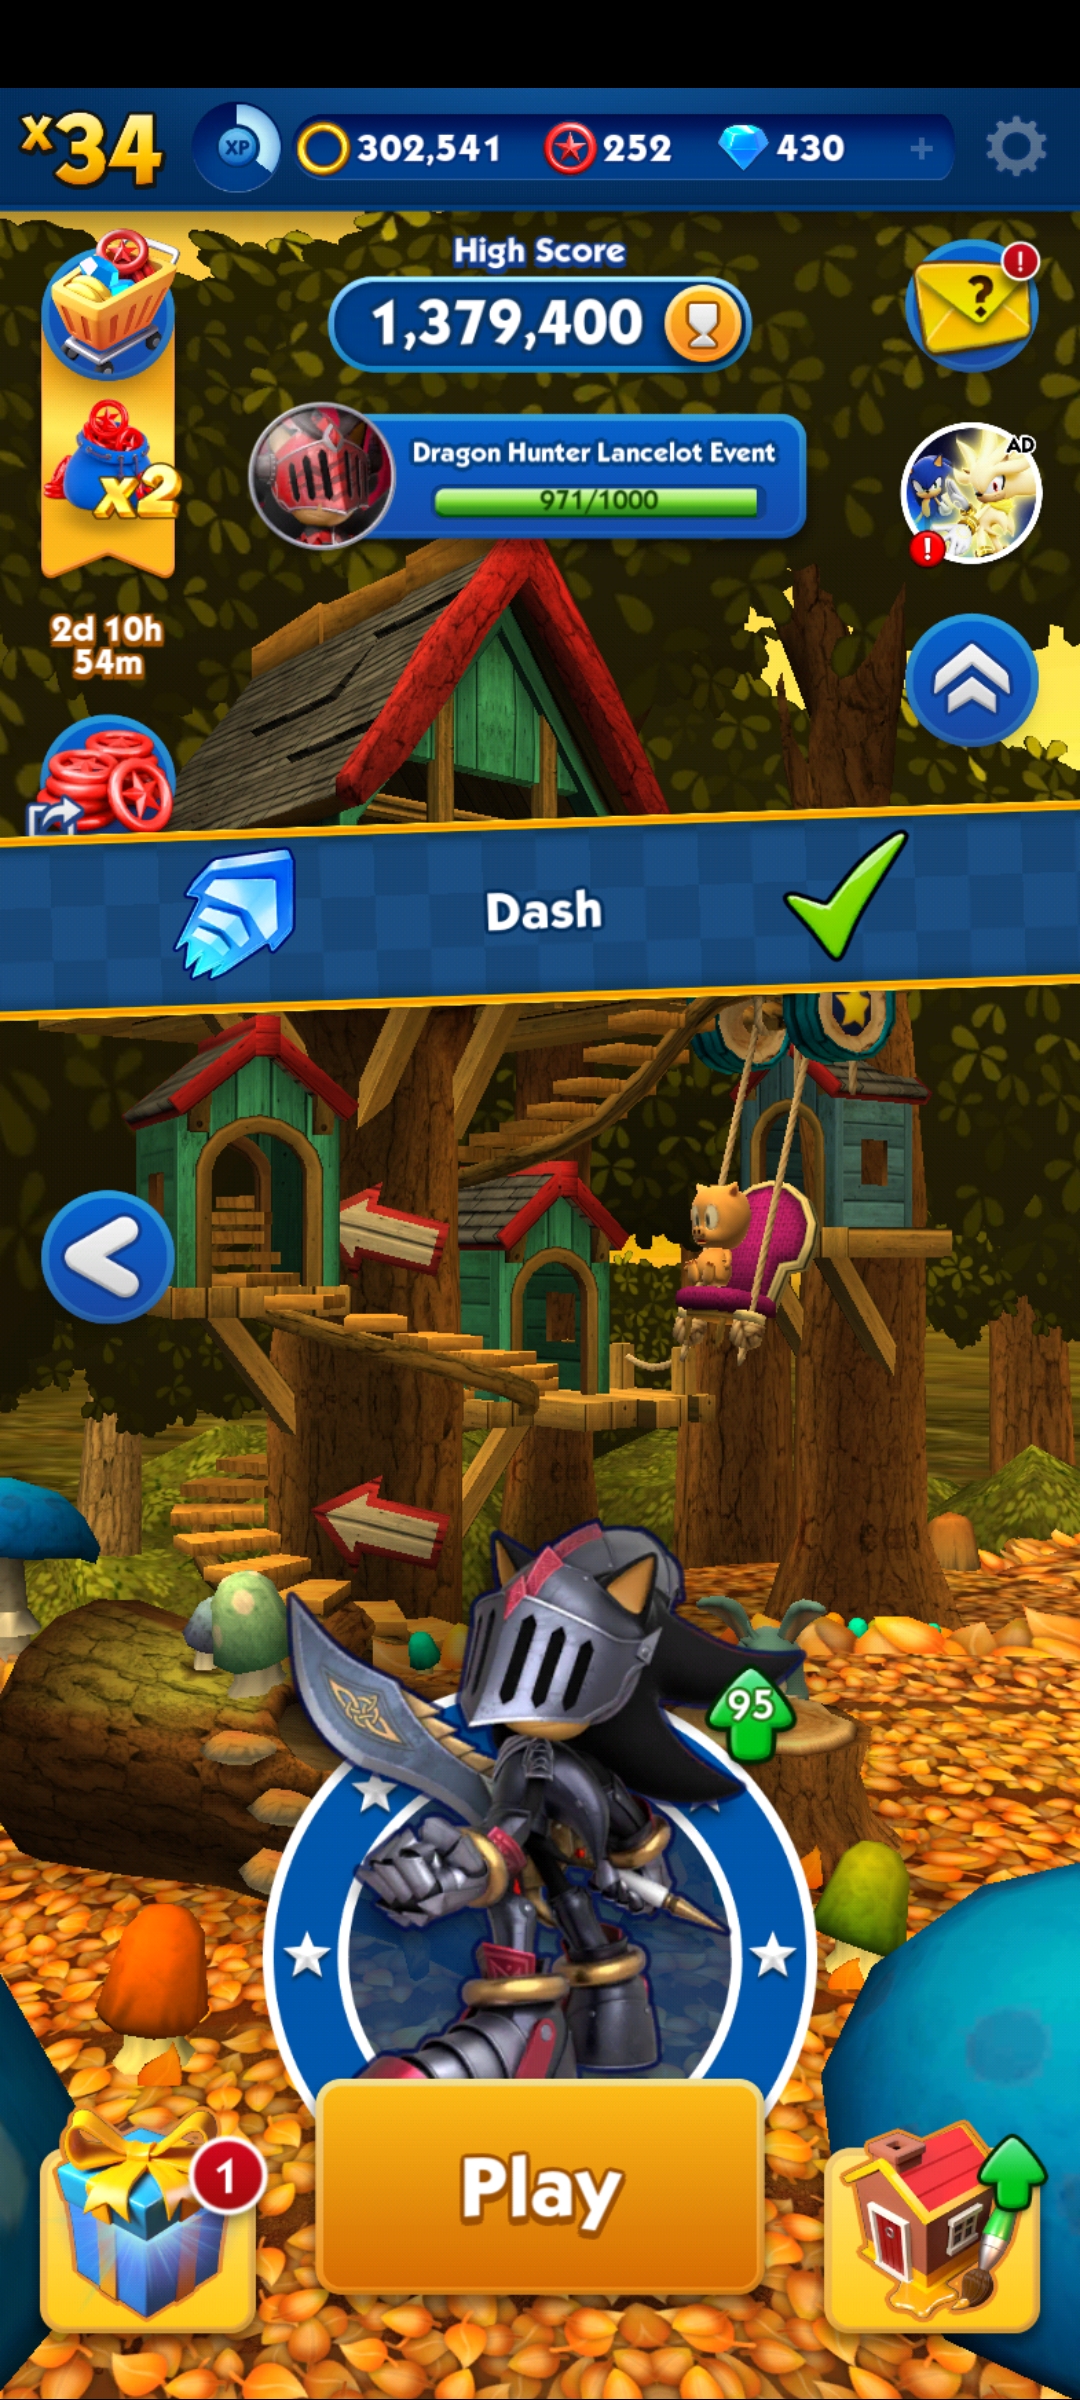 x34
XP
302,541
252
430
+
High Score
1,379,400
?
!
Dragon Hunter Lancelot Event
971/1000
AD
!
x2
2d 10h
54m
Dash
95
1
Play